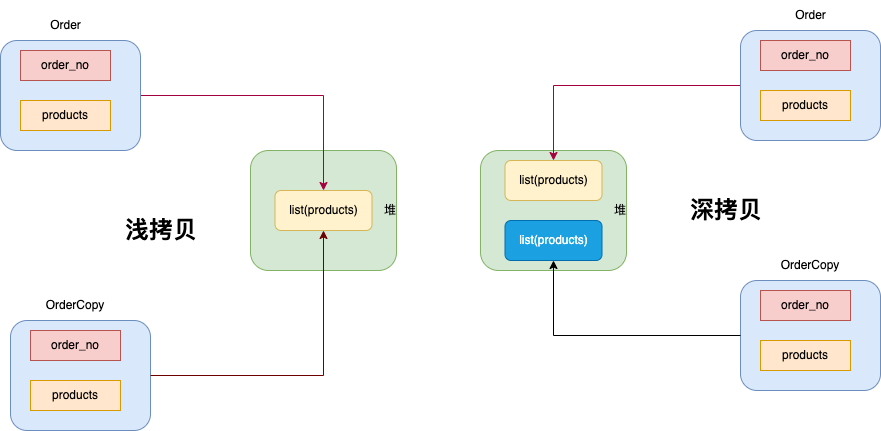 Order
order_no
products
list(products)
堆
浅拷贝
OrderCopy
order_no
products
Order
order_no
products
list(products)
堆
list(products)
深拷贝
OrderCopy
order_no
products